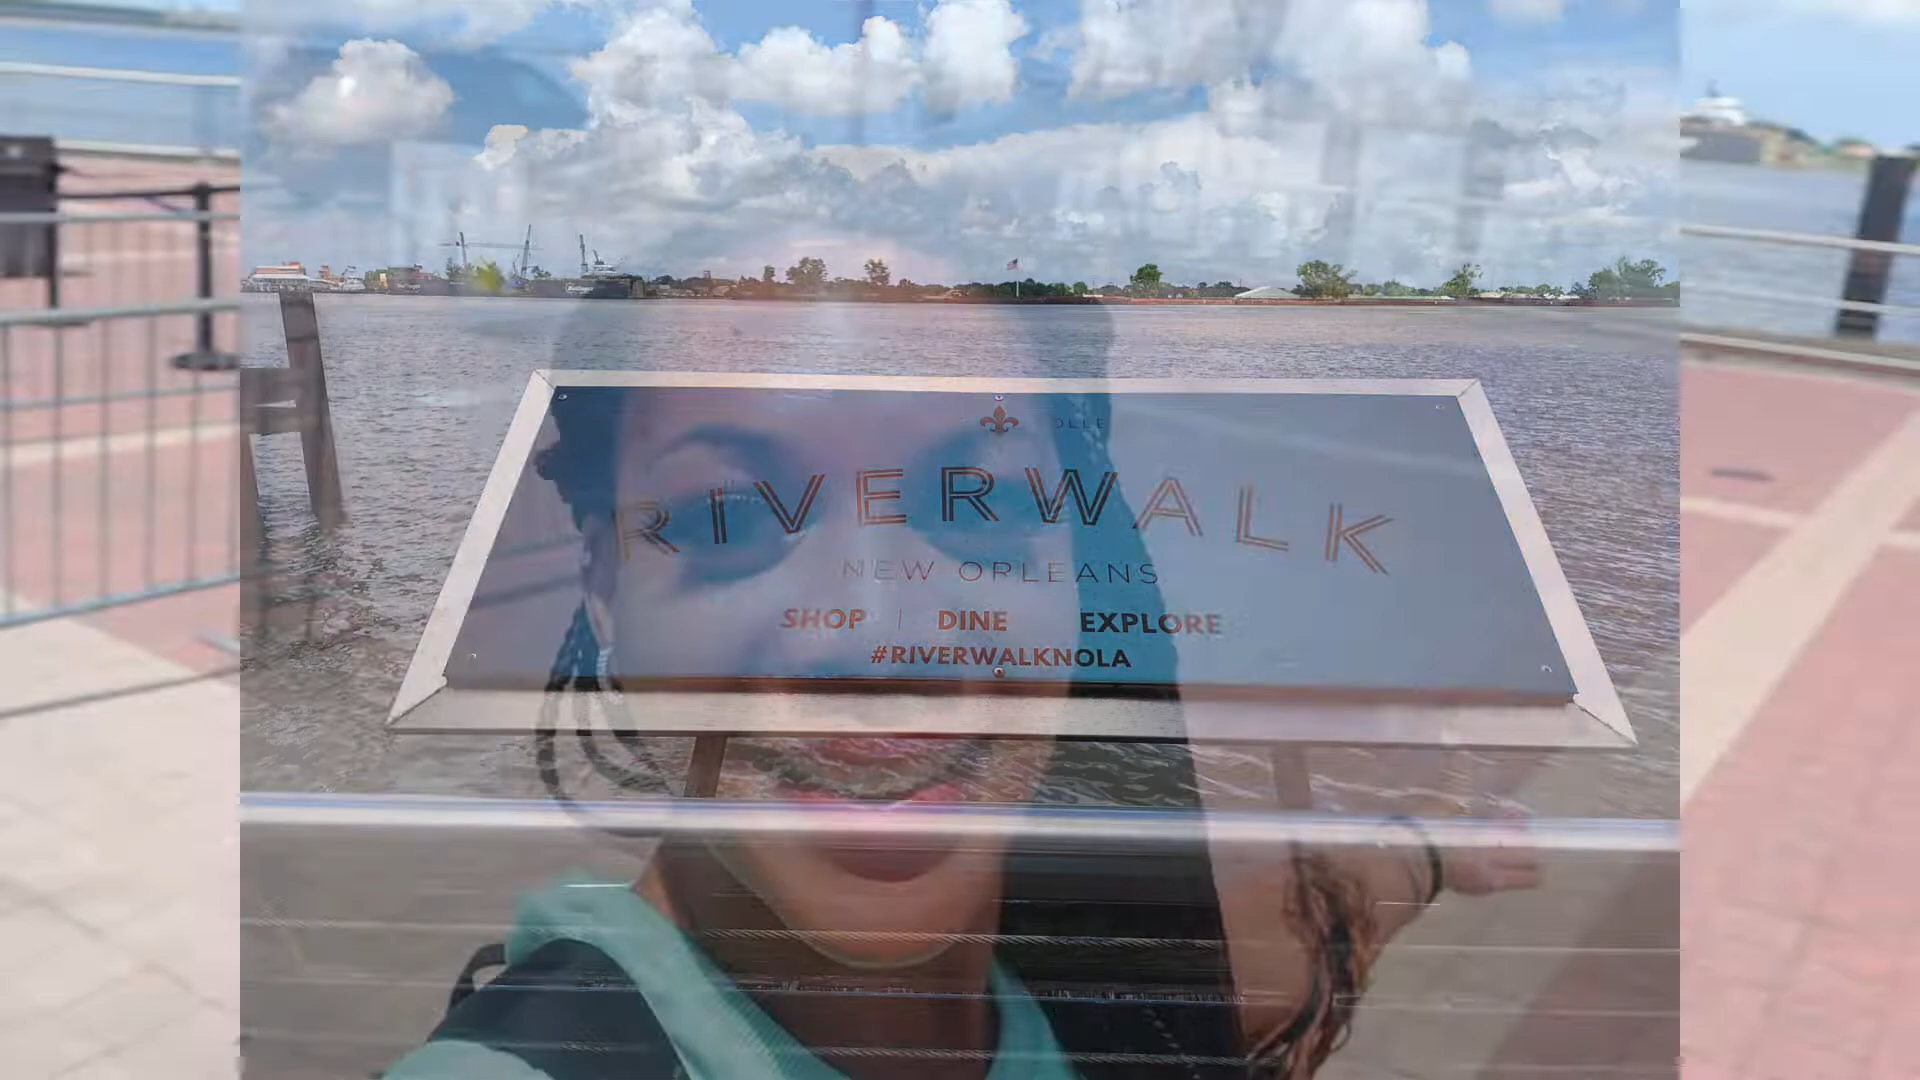 RIVERWALK
NEW ORLEANS
SHOP | DINE EXPLORE
#RIVERWALKNOLA